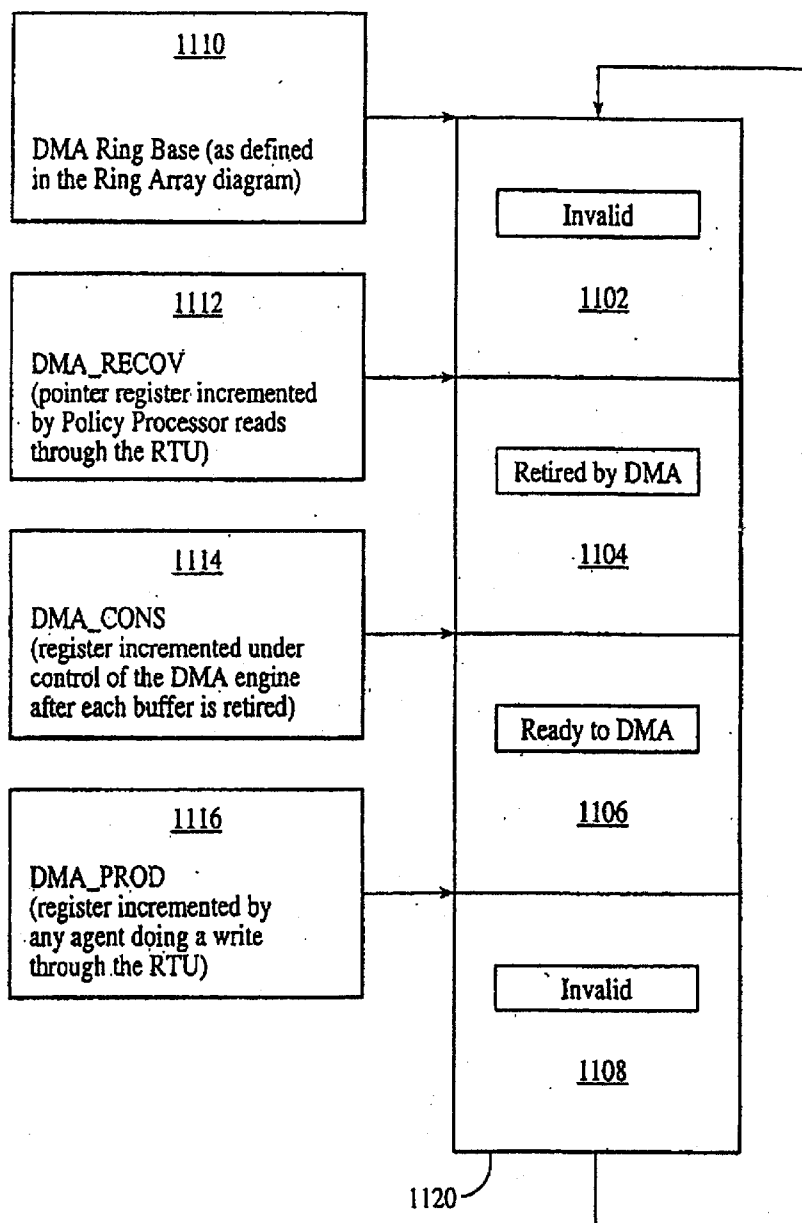 1110
DMA Ring Base (as defined
in the Ring Array diagram)
1112
DMA_RECOV
(pointer register incremented
by Policy Processor reads
through the RTU)
1114
DMA_CONS
(register incremented under
control of the DMA engine
after each buffer is retired)
1116
DMA_PROD
(register incremented by
any agent doing a write
through the RTU)
Invalid
1102
Retired by DMA
1104
Ready to DMA
1106
Invalid
1108
1120